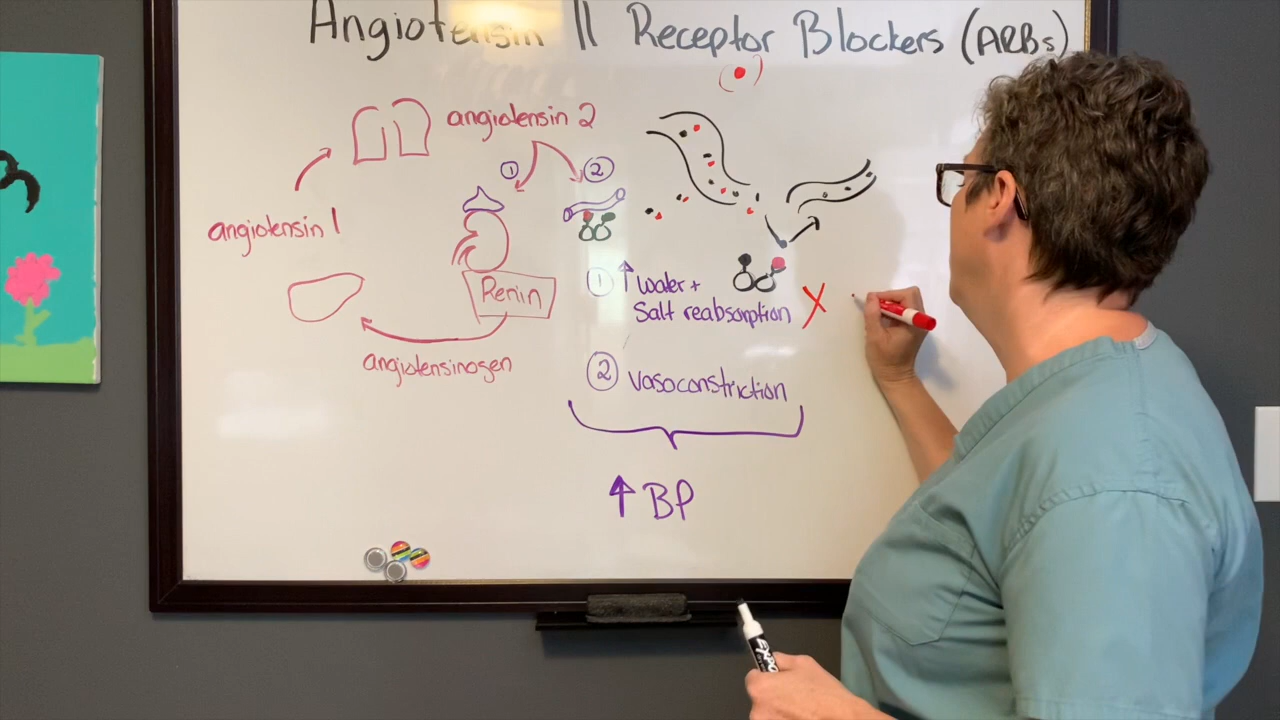 Angiotensin II Receptor Blockers (ARBs)
angiotensin 2
① ②
angiotensin 1
Renin
angiotensinogen
① ↑ water +
Salt reabsorption X
② vasoconstriction
↑ BP
EXPO